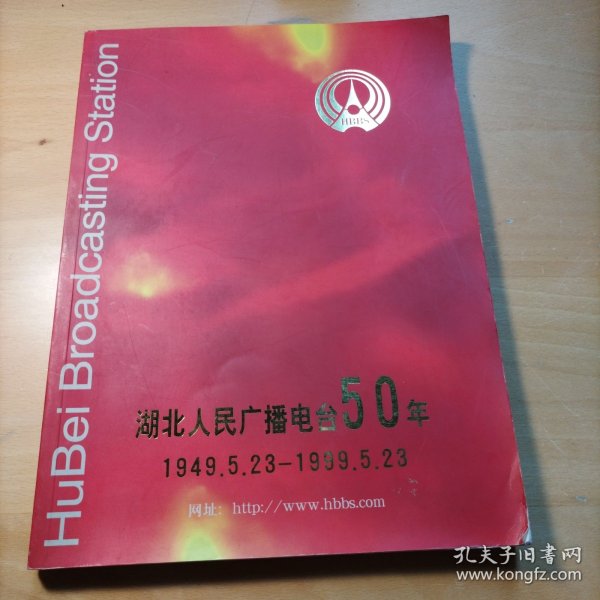 HBBS
HuBei Broadcasting Station
湖北人民广播电台50年
1949.5.23-1999.5.23
网址: http://www.hbbs.com
孔夫子旧书网
www.kongfz.com